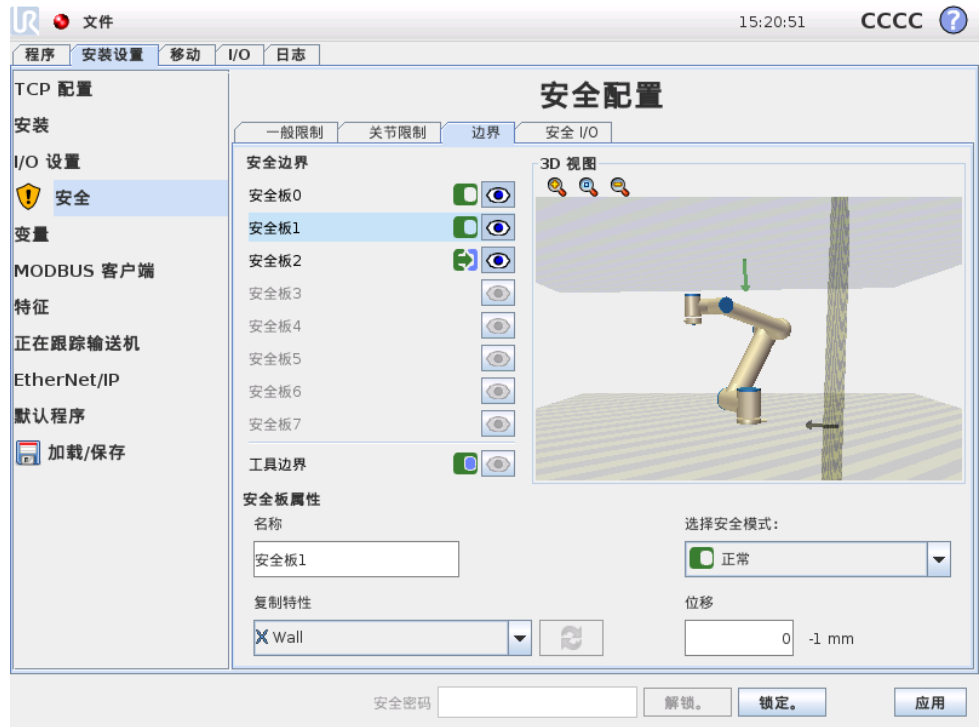 UR 文件 15:20:51 CCCC ?
程序 安装设置 移动 I/O 日志
TCP 配置
安装
I/O 设置
安全
变量
MODBUS 客户端
特征
正在跟踪输送机
EtherNet/IP
默认程序
加载/保存
安全配置
一般限制 关节限制 边界 安全 I/O
安全边界
安全板0
安全板1
安全板2
安全板3
安全板4
安全板5
安全板6
安全板7
工具边界
3D 视图
安全板属性
名称
安全板1
选择安全模式:
正常
复制特性
Wall
位移
0 -1 mm
安全密码 解锁。 锁定。 应用